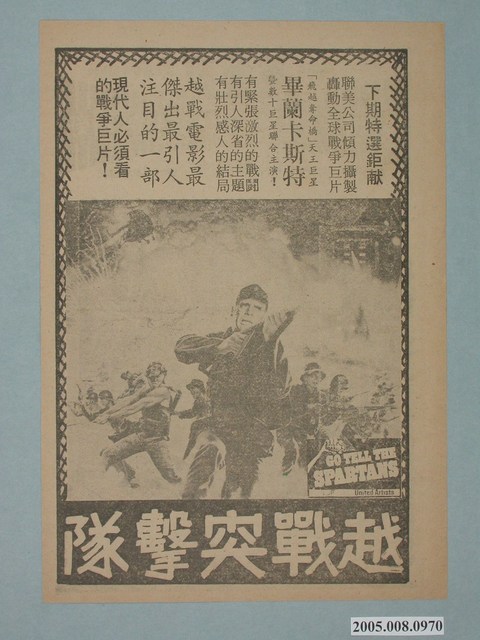 下期特選鉅献
聯美公司傾力攝製
轟動全球戰爭巨片
「飛越奪命橋」天王巨星
畢蘭卡斯特
暨數十巨星聯合主演！
有緊張激烈的戰鬪
有引人深省的主題
有壯烈感人的結局
越戰電影最
傑出最引人
注目的一部
現代人必須看
的戰爭巨片！
GO TELL THE
SPARTANS
United Artists
越戰突擊隊
2005.008.0970